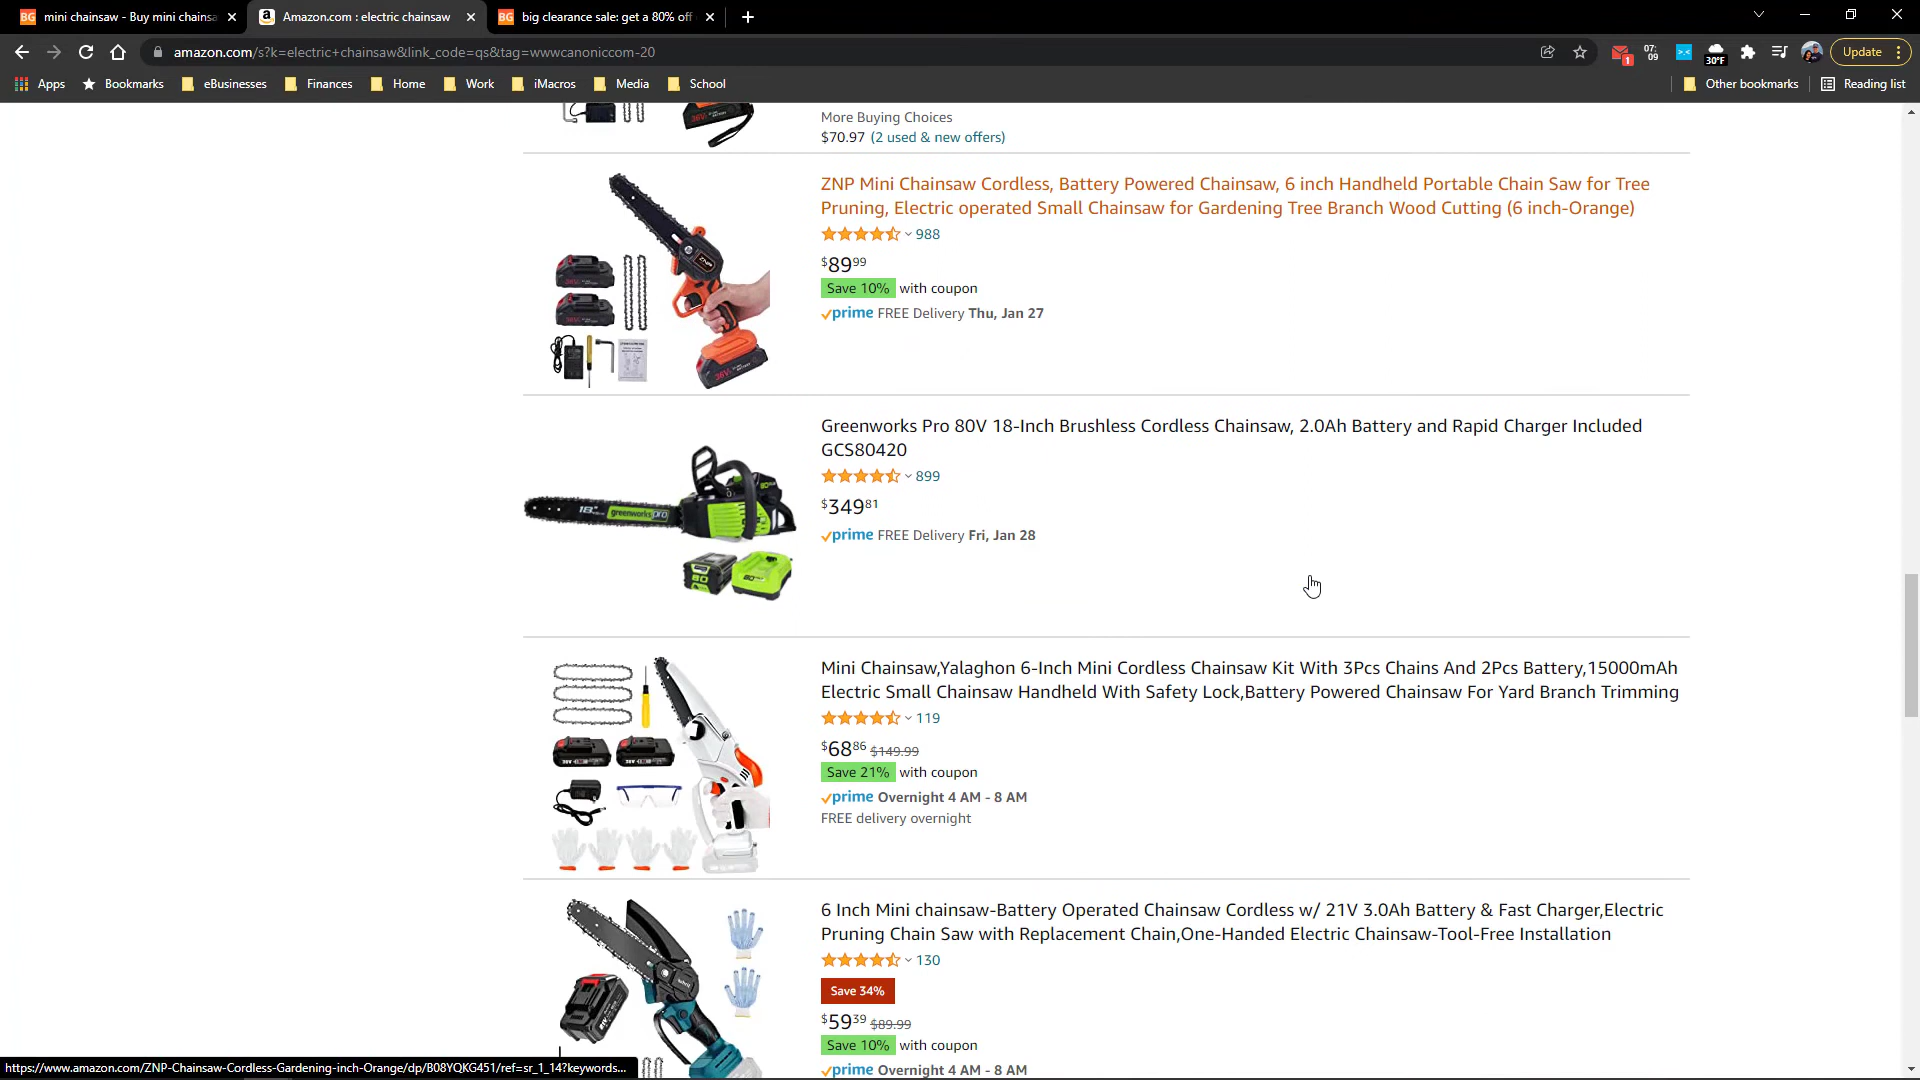 mini chainsaw - Buy mini chainsa
Amazon.com : electric chainsaw
big clearance sale: get a 80% off
amazon.com/s?k=electric+chainsaw&link_code=qs&tag=wwwcanoniccom-20
1
07:
09
30°F
Update
Apps
Bookmarks
eBusinesses
Finances
Home
Work
iMacros
Media
School
Other bookmarks
Reading list
More Buying Choices
$70.97 (2 used & new offers)
ZNP Mini Chainsaw Cordless, Battery Powered Chainsaw, 6 inch Handheld Portable Chain Saw for Tree
Pruning, Electric operated Small Chainsaw for Gardening Tree Branch Wood Cutting (6 inch-Orange)
988
$89 99
Save 10% with coupon
prime FREE Delivery Thu, Jan 27
Greenworks Pro 80V 18-Inch Brushless Cordless Chainsaw, 2.0Ah Battery and Rapid Charger Included
GCS80420
899
$349 81
prime FREE Delivery Fri, Jan 28
18"
greenworks pro
80
Mini Chainsaw,Yalaghon 6-Inch Mini Cordless Chainsaw Kit With 3Pcs Chains And 2Pcs Battery,15000mAh
Electric Small Chainsaw Handheld With Safety Lock,Battery Powered Chainsaw For Yard Branch Trimming
119
$68 86 $149.99
Save 21% with coupon
prime Overnight 4 AM - 8 AM
FREE delivery overnight
6 Inch Mini chainsaw-Battery Operated Chainsaw Cordless w/ 21V 3.0Ah Battery & Fast Charger,Electric
Pruning Chain Saw with Replacement Chain,One-Handed Electric Chainsaw-Tool-Free Installation
130
Save 34%
$59 39 $89.99
Save 10% with coupon
prime Overnight 4 AM - 8 AM
https://www.amazon.com/ZNP-Chainsaw-Cordless-Gardening-inch-Orange/dp/B08YQKG451/ref=sr_1_14?keywords...